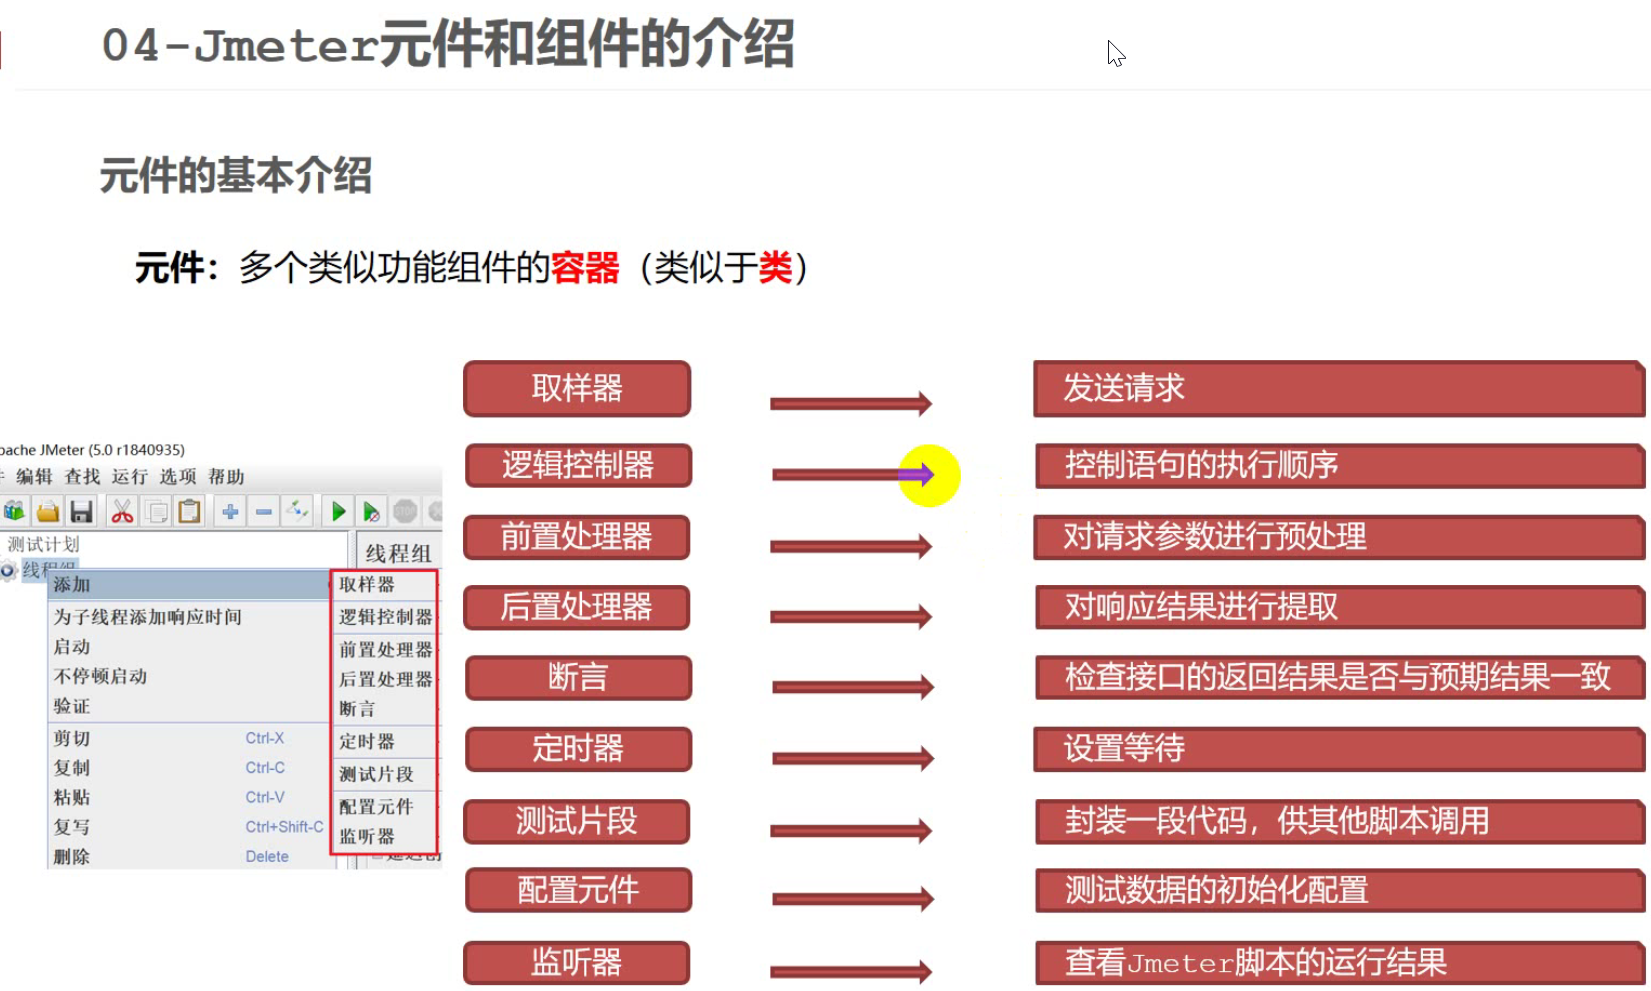 04-Jmeter元件和组件的介绍
元件的基本介绍
元件：多个类似功能组件的容器（类似于类）
取样器
发送请求
逻辑控制器
控制语句的执行顺序
前置处理器
对请求参数进行预处理
后置处理器
对响应结果进行提取
断言
检查接口的返回结果是否与预期结果一致
定时器
设置等待
测试片段
封装一段代码，供其他脚本调用
配置元件
测试数据的初始化配置
监听器
查看Jmeter脚本的运行结果
pache JMeter (5.0 r1840935)
编辑 查找 运行 选项 帮助
STOP
测试计划
线程组
线程组
添加
为子线程添加响应时间
启动
不停顿启动
验证
剪切 Ctrl-X
复制 Ctrl-C
粘贴 Ctrl-V
复写 Ctrl+Shift-C
删除 Delete
取样器
逻辑控制器
前置处理器
后置处理器
断言
定时器
测试片段
配置元件
监听器